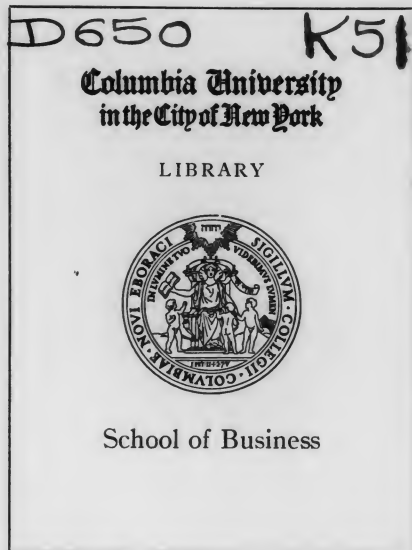 D650 K51
Columbia University
in the City of New York
LIBRARY
SIGILLVM · COLLEGII · COLVMBIAE · NOVI EBORACI
IN LVMINE TVO VIDEBIMVS LVMEN
School of Business